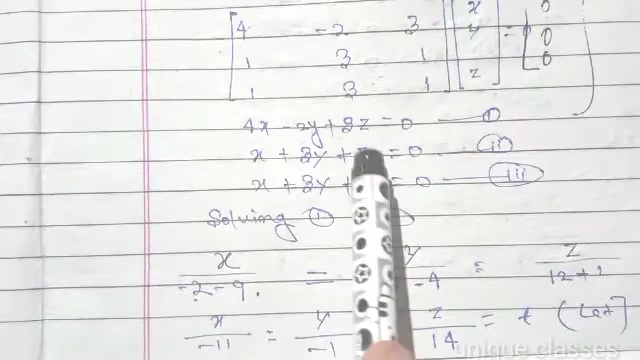 4 -2 3 x 0
1 3 1 y = 0
1 3 1 z 0
4x - 2y + 3z = 0 — (i)
x + 3y + = 0 — (ii)
x + 3y + = 0 — (iii)
Solving (i)
x/-2-9. = y/-4 = z/12+2
x/-11 = y/-1 z/14 = t (Let)
unique classes